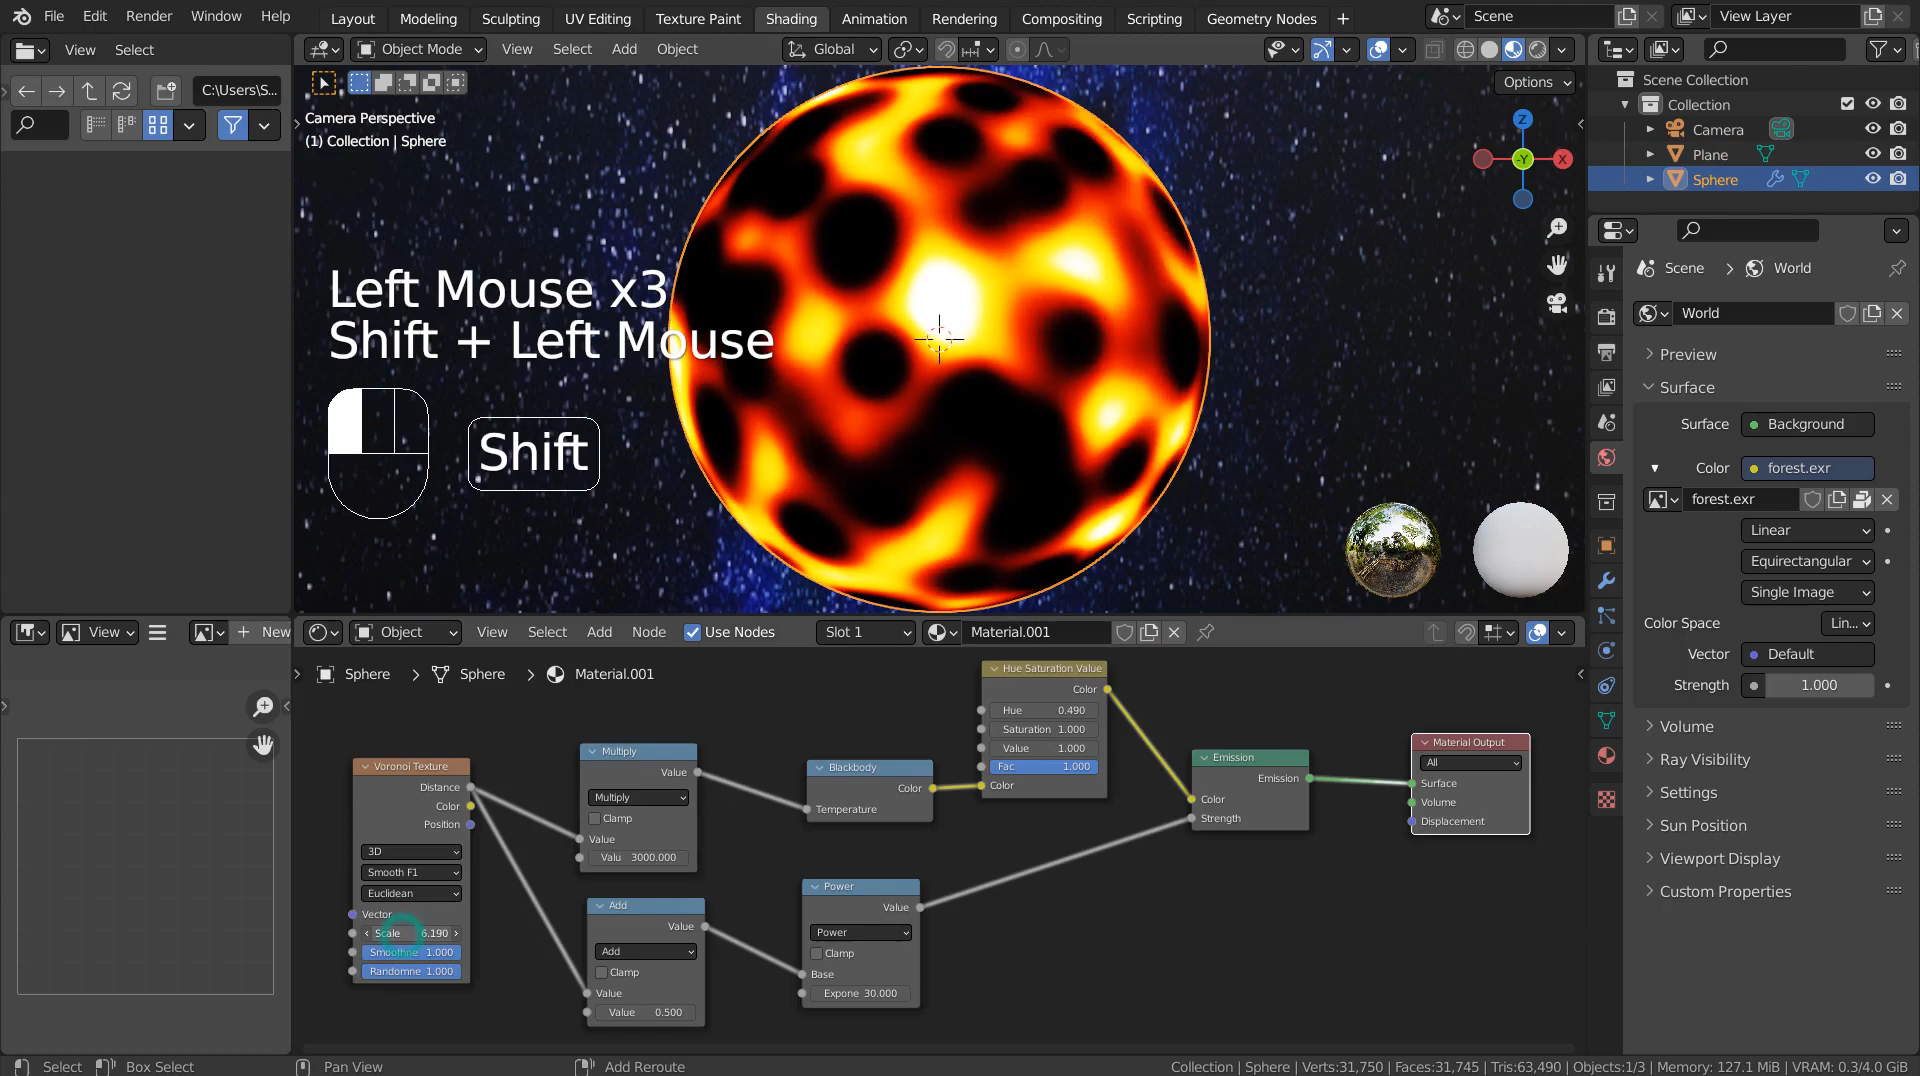 File Edit Render Window Help
Layout Modeling Sculpting UV Editing Texture Paint Shading Animation Rendering Compositing Scripting Geometry Nodes +
Scene
View Layer
View Select
Object Mode View Select Add Object
Global
Options
C:\Users\S...
Camera Perspective
(1) Collection | Sphere
Left Mouse x3
Shift + Left Mouse
Shift
Z
-Y
X
Scene Collection
Collection
Camera
Plane
Sphere
Scene > World
World
Preview
Surface
Surface Background
Color forest.exr
forest.exr
Linear
Equirectangular
Single Image
Color Space Lin...
Vector Default
Strength 1.000
Volume
Ray Visibility
Settings
Sun Position
Viewport Display
Custom Properties
View
+ New
Object View Select Add Node Use Nodes Slot 1 Material.001
Sphere > Sphere > Material.001
Voronoi Texture
Distance
Color
Position
3D
Smooth F1
Euclidean
Vector
Scale 6.190
Smoothne 1.000
Randomne 1.000
Multiply
Value
Multiply
Clamp
Value
Valu 3000.000
Add
Value
Add
Clamp
Value
Value 0.500
Blackbody
Color
Temperature
Power
Value
Power
Clamp
Base
Expone 30.000
Hue Saturation Value
Color
Hue 0.490
Saturation 1.000
Value 1.000
Fac 1.000
Color
Emission
Emission
Color
Strength
Material Output
All
Surface
Volume
Displacement
Select Box Select Pan View Add Reroute
Collection | Sphere | Verts:31,750 | Faces:31,745 | Tris:63,490 | Objects:1/3 | Memory: 127.1 MiB | VRAM: 0.3/4.0 GiB